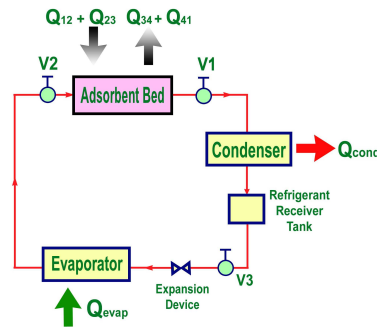 Q12 + Q23
Q34 + Q41
V2
V1
Adsorbent Bed
Condenser
Qcond
Refrigerant
Receiver
Tank
Evaporator
V3
Expansion
Device
Qevap